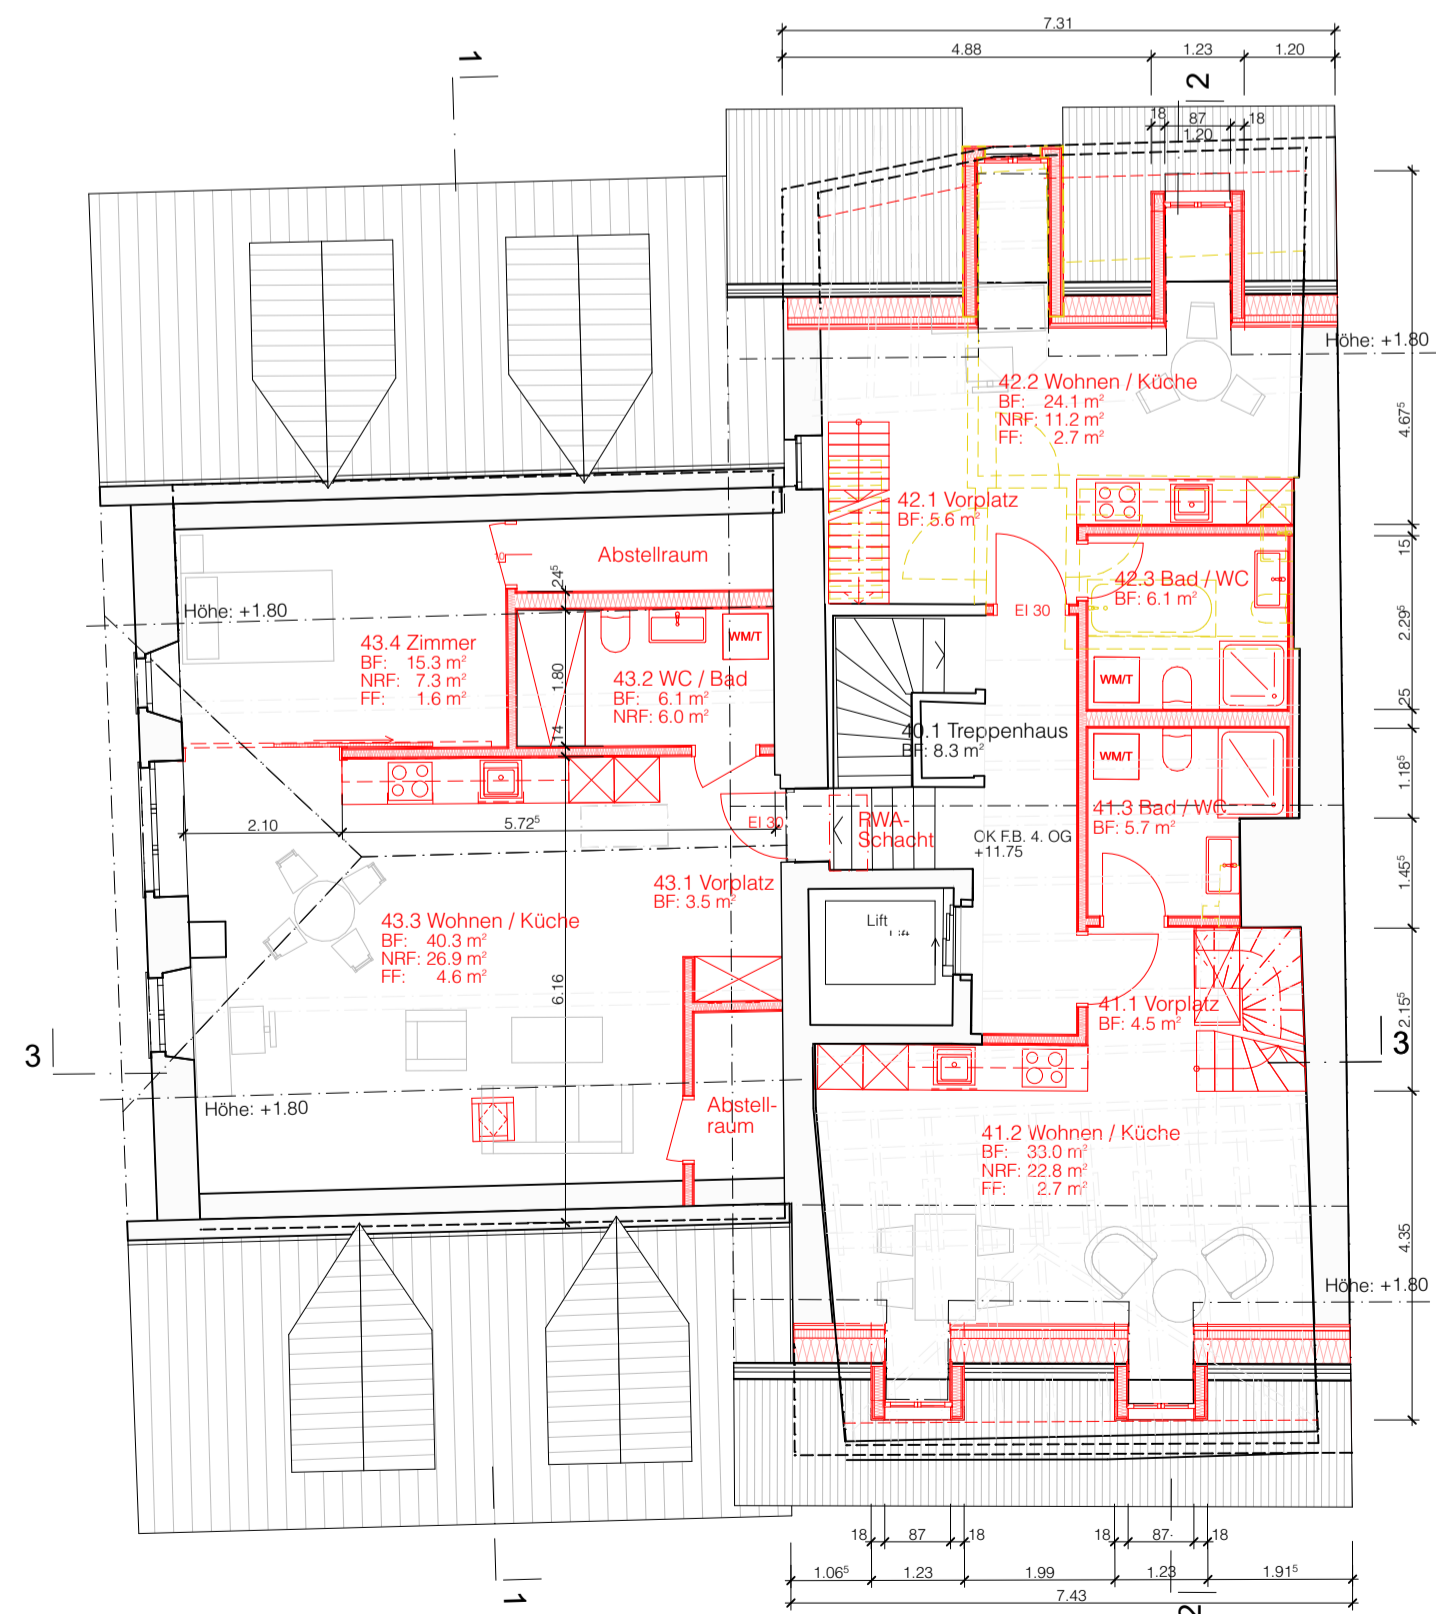 7.31
4.88
1.23
1.20
1
2
18
87
18
1.20
Höhe: +1.80
42.2 Wohnen / Küche
BF: 24.1 m²
NRF: 11.2 m²
FF: 2.7 m²
4.67⁵
42.1 Vorplatz
BF: 5.6 m²
Abstellraum
10
24⁵
15
42.3 Bad / WC
BF: 6.1 m²
EI 30
Höhe: +1.80
2.29⁵
43.4 Zimmer
BF: 15.3 m²
NRF: 7.3 m²
FF: 1.6 m²
WM/T
43.2 WC / Bad
BF: 6.1 m²
NRF: 6.0 m²
1.80
14
WM/T
25
40.1 Treppenhaus
BF: 8.3 m²
WM/T
1.18⁵
41.3 Bad / WC
BF: 5.7 m²
2.10
5.72⁵
EI 30
RWA-
Schacht
OK F.B. 4. OG
+11.75
1.45⁵
43.1 Vorplatz
BF: 3.5 m²
43.3 Wohnen / Küche
BF: 40.3 m²
NRF: 26.9 m²
FF: 4.6 m²
Lift
Lift
6.16
41.1 Vorplatz
BF: 4.5 m²
2.15⁵
3
3
Höhe: +1.80
Abstell-
raum
41.2 Wohnen / Küche
BF: 33.0 m²
NRF: 22.8 m²
FF: 2.7 m²
4.35
Höhe: +1.80
18
87
18
18
87
18
1.06⁵
1.23
1.99
1.23
1.91⁵
7.43
1
2